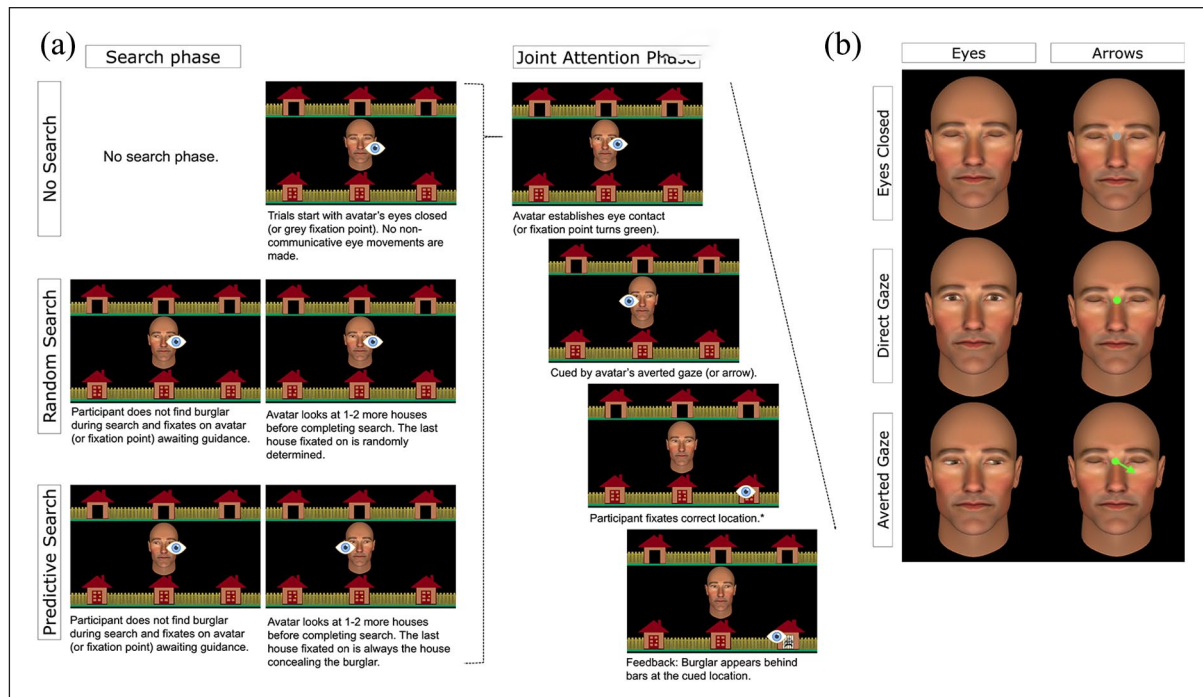 (a)
Search phase
Joint Attention Phase
No Search
No search phase.
Trials start with avatar's eyes closed
(or grey fixation point). No non-
communicative eye movements are
made.
Avatar establishes eye contact
(or fixation point turns green).
Cued by avatar's averted gaze (or arrow).
Participant fixates correct location.*
Feedback: Burglar appears behind
bars at the cued location.
Random Search
Participant does not find burglar
during search and fixates on avatar
(or fixation point) awaiting guidance.
Avatar looks at 1-2 more houses
before completing search. The last
house fixated on is randomly
determined.
Predictive Search
Participant does not find burglar
during search and fixates on avatar
(or fixation point) awaiting guidance.
Avatar looks at 1-2 more houses
before completing search. The last
house fixated on is always the house
concealing the burglar.
(b)
Eyes
Arrows
Eyes Closed
Direct Gaze
Averted Gaze